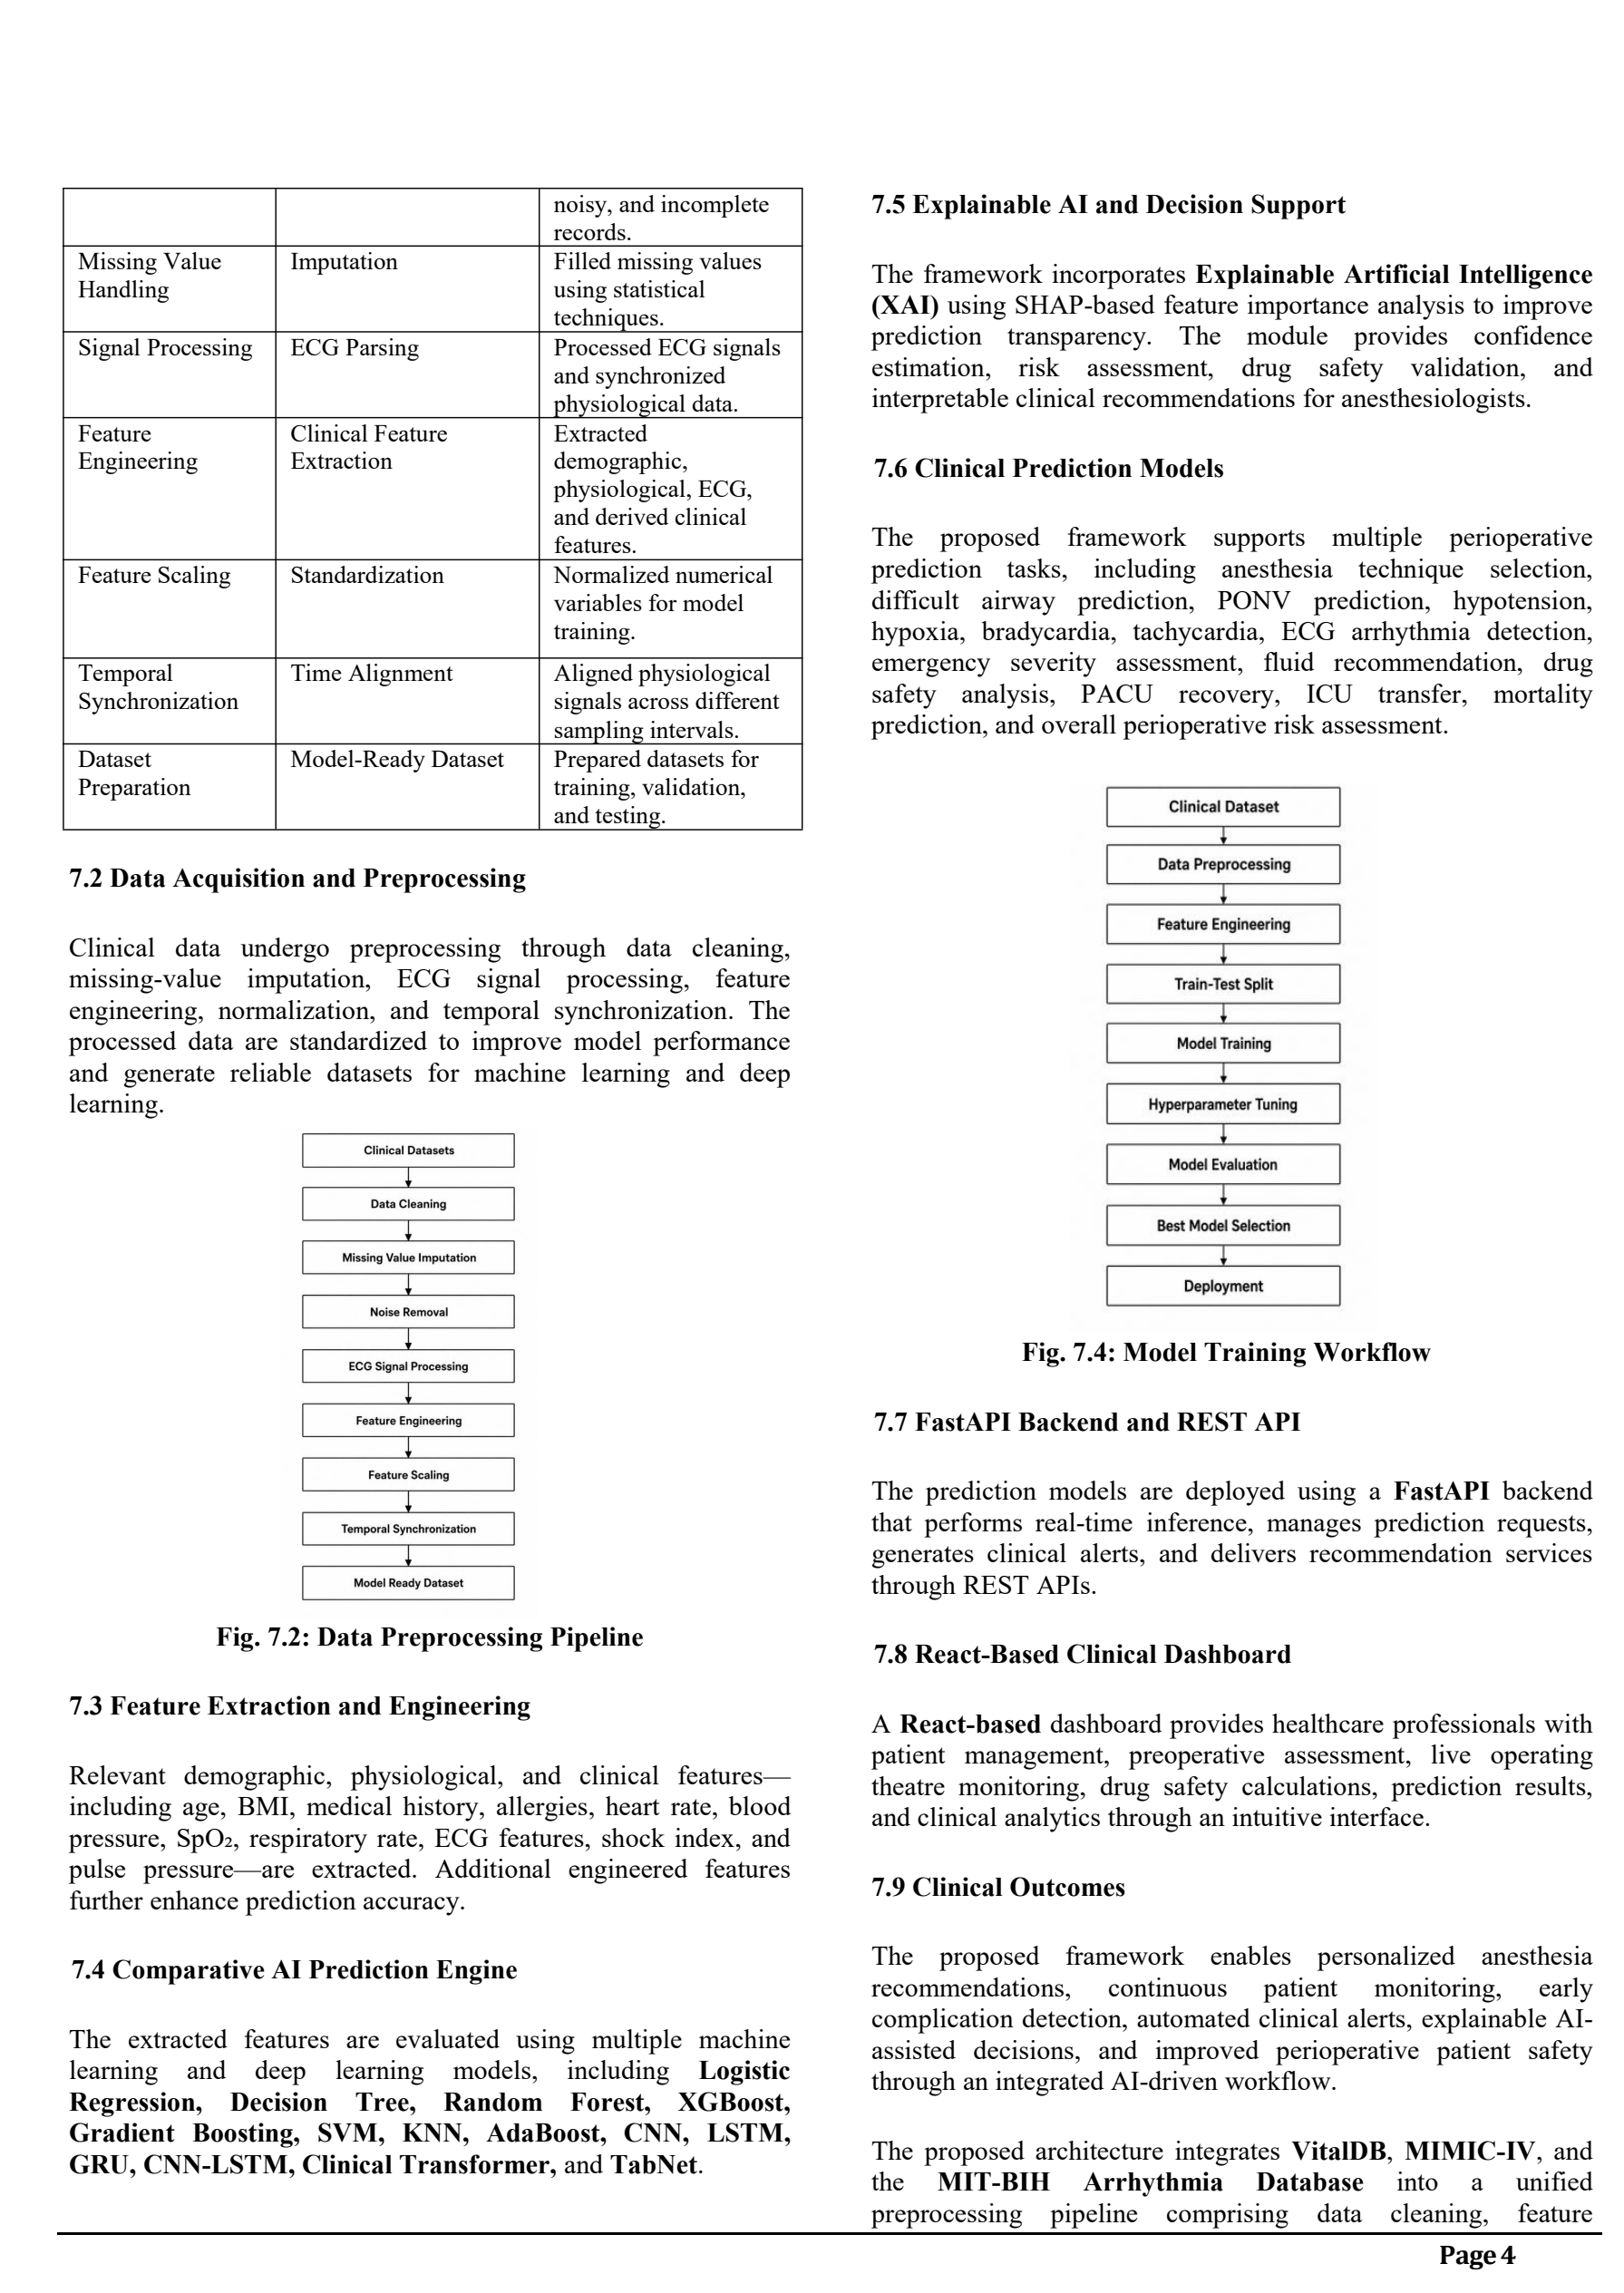 noisy, and incomplete
records.
Missing Value
Handling
Imputation
Filled missing values
using statistical
techniques.
Signal Processing
ECG Parsing
Processed ECG signals
and synchronized
physiological data.
Feature
Engineering
Clinical Feature
Extraction
Extracted
demographic,
physiological, ECG,
and derived clinical
features.
Feature Scaling
Standardization
Normalized numerical
variables for model
training.
Temporal
Synchronization
Time Alignment
Aligned physiological
signals across different
sampling intervals.
Dataset
Preparation
Model-Ready Dataset
Prepared datasets for
training, validation,
and testing.
7.2 Data Acquisition and Preprocessing
Clinical data undergo preprocessing through data cleaning,
missing-value imputation, ECG signal processing, feature
engineering, normalization, and temporal synchronization. The
processed data are standardized to improve model performance
and generate reliable datasets for machine learning and deep
learning.
Clinical Datasets
Data Cleaning
Missing Value Imputation
Noise Removal
ECG Signal Processing
Feature Engineering
Feature Scaling
Temporal Synchronization
Model Ready Dataset
Fig. 7.2: Data Preprocessing Pipeline
7.3 Feature Extraction and Engineering
Relevant demographic, physiological, and clinical features—
including age, BMI, medical history, allergies, heart rate, blood
pressure, SpO₂, respiratory rate, ECG features, shock index, and
pulse pressure—are extracted. Additional engineered features
further enhance prediction accuracy.
7.4 Comparative AI Prediction Engine
The extracted features are evaluated using multiple machine
learning and deep learning models, including Logistic
Regression, Decision Tree, Random Forest, XGBoost,
Gradient Boosting, SVM, KNN, AdaBoost, CNN, LSTM,
GRU, CNN-LSTM, Clinical Transformer, and TabNet.
7.5 Explainable AI and Decision Support
The framework incorporates Explainable Artificial Intelligence
(XAI) using SHAP-based feature importance analysis to improve
prediction transparency. The module provides confidence
estimation, risk assessment, drug safety validation, and
interpretable clinical recommendations for anesthesiologists.
7.6 Clinical Prediction Models
The proposed framework supports multiple perioperative
prediction tasks, including anesthesia technique selection,
difficult airway prediction, PONV prediction, hypotension,
hypoxia, bradycardia, tachycardia, ECG arrhythmia detection,
emergency severity assessment, fluid recommendation, drug
safety analysis, PACU recovery, ICU transfer, mortality
prediction, and overall perioperative risk assessment.
Clinical Dataset
Data Preprocessing
Feature Engineering
Train-Test Split
Model Training
Hyperparameter Tuning
Model Evaluation
Best Model Selection
Deployment
Fig. 7.4: Model Training Workflow
7.7 FastAPI Backend and REST API
The prediction models are deployed using a FastAPI backend
that performs real-time inference, manages prediction requests,
generates clinical alerts, and delivers recommendation services
through REST APIs.
7.8 React-Based Clinical Dashboard
A React-based dashboard provides healthcare professionals with
patient management, preoperative assessment, live operating
theatre monitoring, drug safety calculations, prediction results,
and clinical analytics through an intuitive interface.
7.9 Clinical Outcomes
The proposed framework enables personalized anesthesia
recommendations, continuous patient monitoring, early
complication detection, automated clinical alerts, explainable AI-
assisted decisions, and improved perioperative patient safety
through an integrated AI-driven workflow.
The proposed architecture integrates VitalDB, MIMIC-IV, and
the MIT-BIH Arrhythmia Database into a unified
preprocessing pipeline comprising data cleaning, feature
Page 4